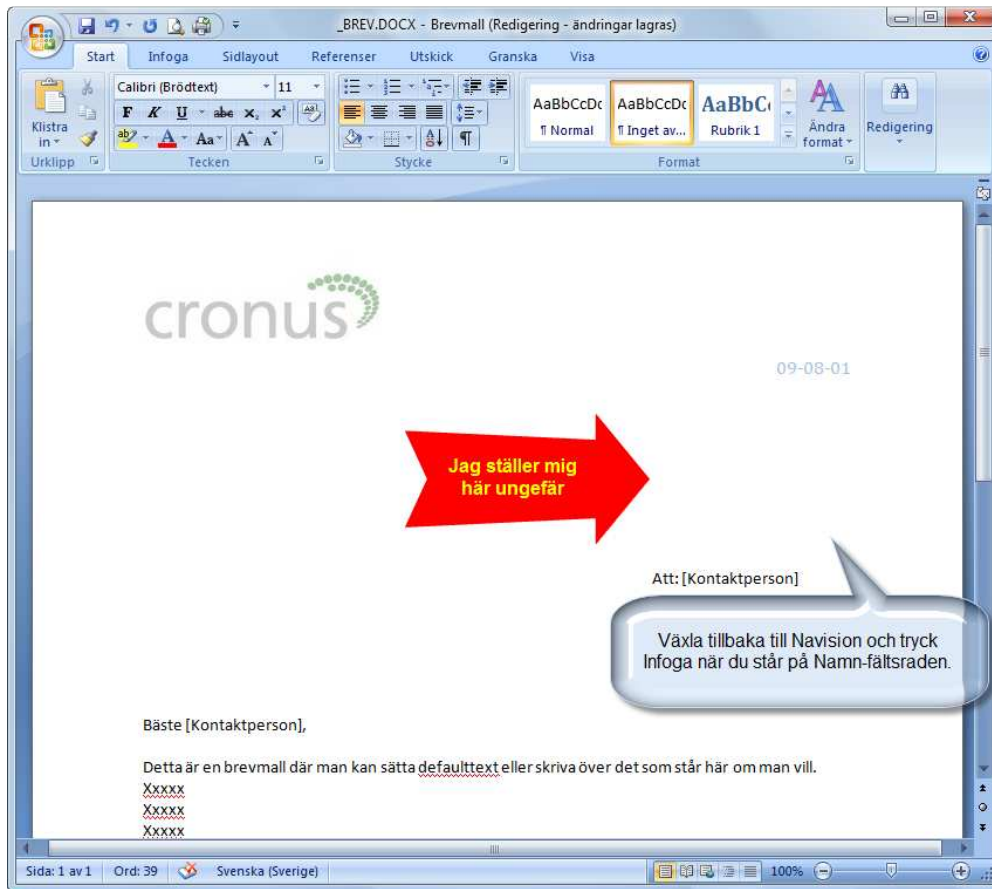 _BREV.DOCX - Brevmall (Redigering - ändringar lagras)
Start Infoga Sidlayout Referenser Utskick Granska Visa
Calibri (Brödtext) 11
F K U abe x₂ x²
Aa A A
Klistra in
Urklipp Tecken Stycke Format
AaBbCcDc AaBbCcDc AaBbC
¶ Normal ¶ Inget av... Rubrik 1
Ändra format
Redigering
cronus
09-08-01
Jag ställer mig
här ungefär
Att: [Kontaktperson]
Växla tillbaka till Navision och tryck
Infoga när du står på Namn-fältsraden.
Bäste [Kontaktperson],
Detta är en brevmall där man kan sätta defaulttext eller skriva över det som står här om man vill.
Xxxxx
Xxxxx
Xxxxx
Sida: 1 av 1 Ord: 39 Svenska (Sverige) 100%